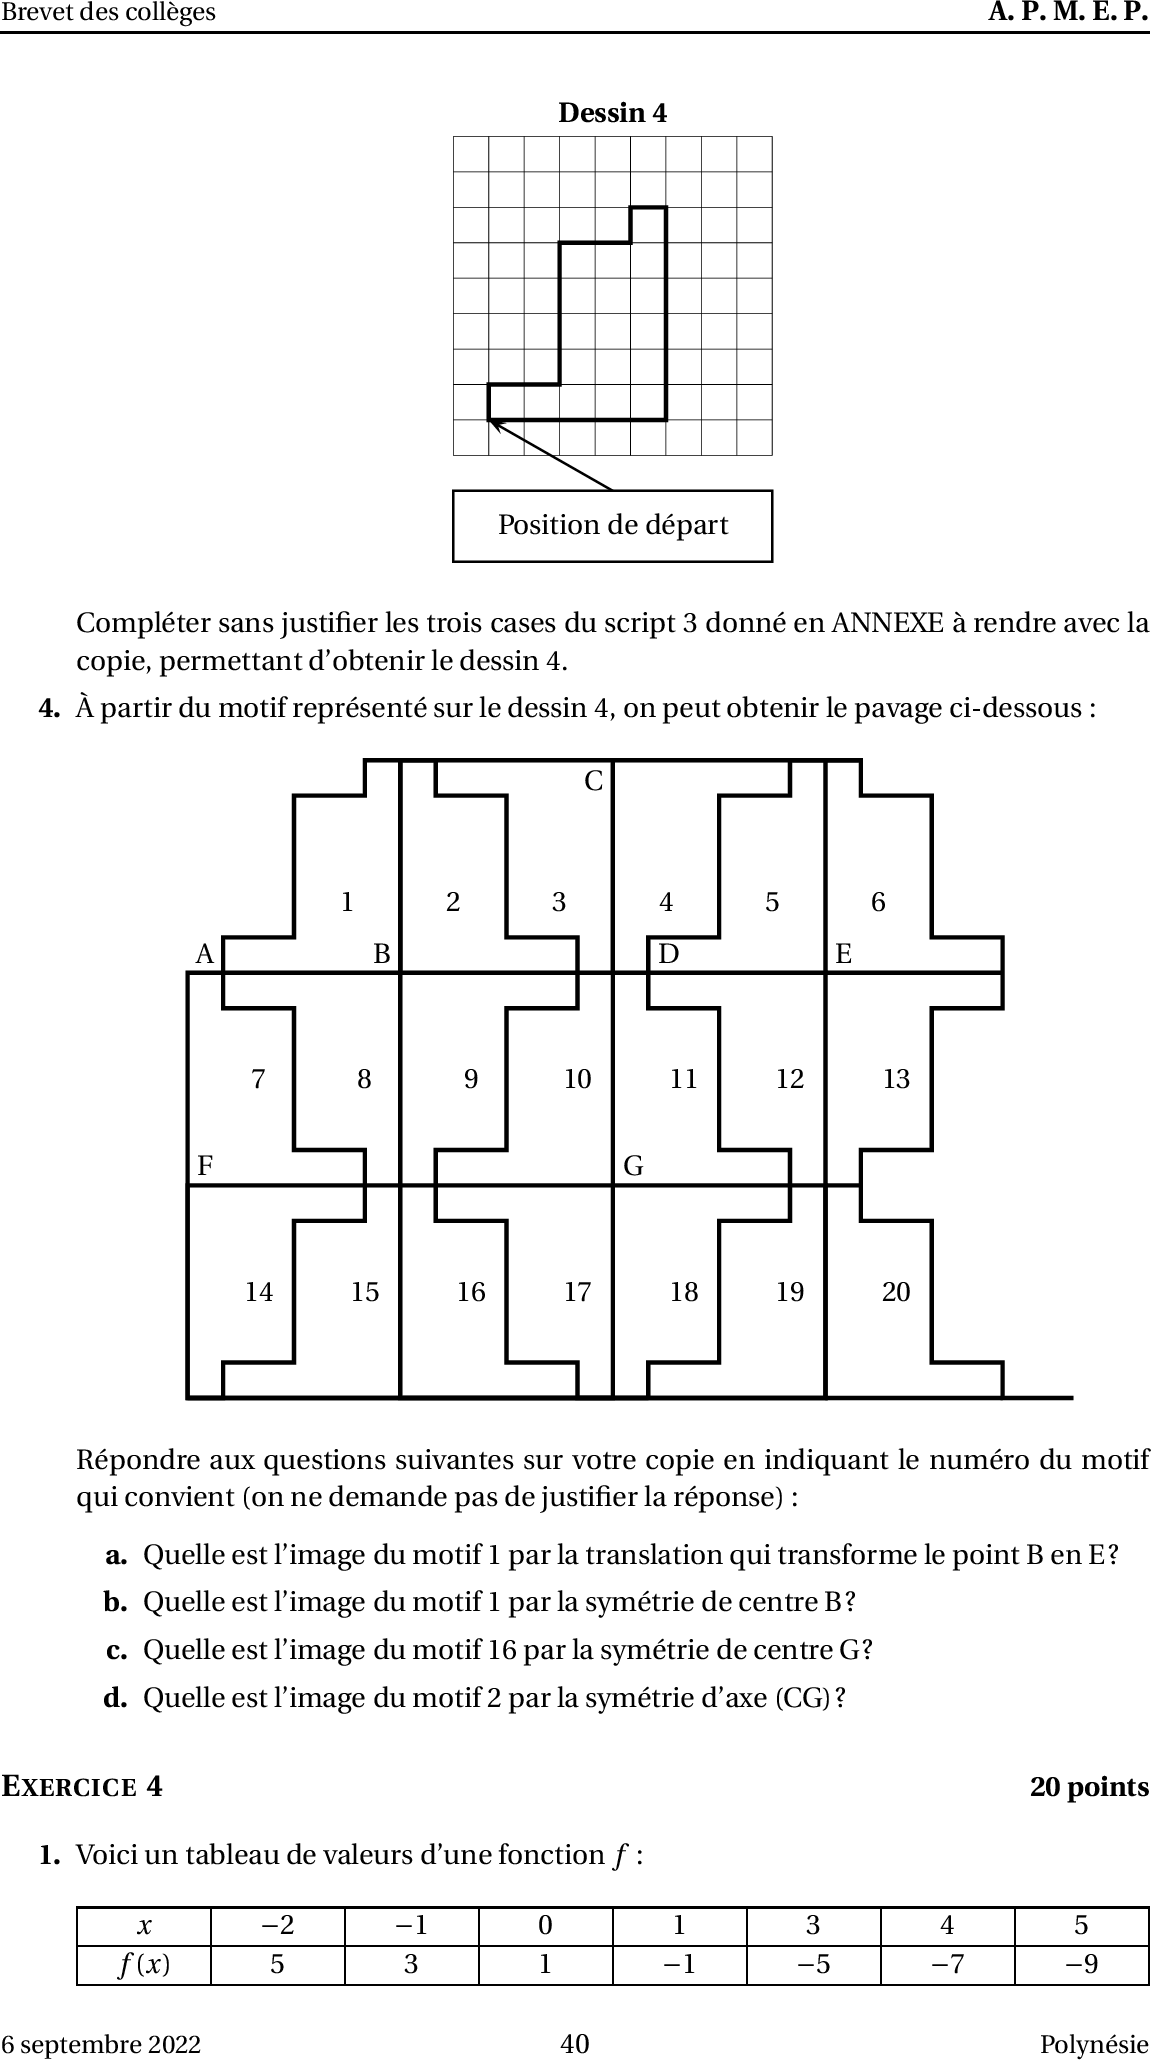 Brevet des collèges A. P. M. E. P.
Dessin 4
Position de départ
Compléter sans justifier les trois cases du script 3 donné en ANNEXE à rendre avec la
copie, permettant d'obtenir le dessin 4.
4. À partir du motif représenté sur le dessin 4, on peut obtenir le pavage ci-dessous :
C
1 2 3 4 5 6
A B D E
7 8 9 10 11 12 13
F G
14 15 16 17 18 19 20
Répondre aux questions suivantes sur votre copie en indiquant le numéro du motif
qui convient (on ne demande pas de justifier la réponse) :
a. Quelle est l'image du motif 1 par la translation qui transforme le point B en E ?
b. Quelle est l'image du motif 1 par la symétrie de centre B ?
c. Quelle est l'image du motif 16 par la symétrie de centre G ?
d. Quelle est l'image du motif 2 par la symétrie d'axe (CG) ?
EXERCICE 4 20 points
1. Voici un tableau de valeurs d'une fonction f :
x −2 −1 0 1 3 4 5
f(x) 5 3 1 −1 −5 −7 −9
6 septembre 2022 40 Polynésie